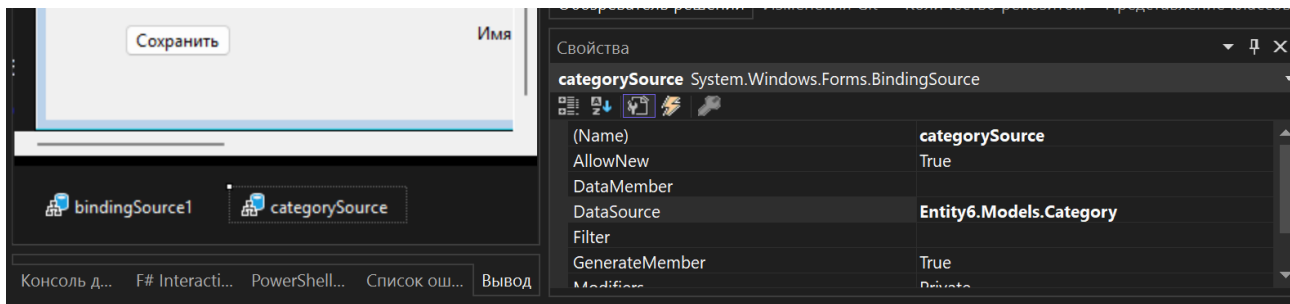 Сохранить
Имя
Свойства
categorySource System.Windows.Forms.BindingSource
(Name) categorySource
AllowNew True
DataMember
DataSource Entity6.Models.Category
Filter
GenerateMember True
Modifiers Private
bindingSource1 categorySource
Консоль д... F# Interacti... PowerShell... Список ош... Вывод